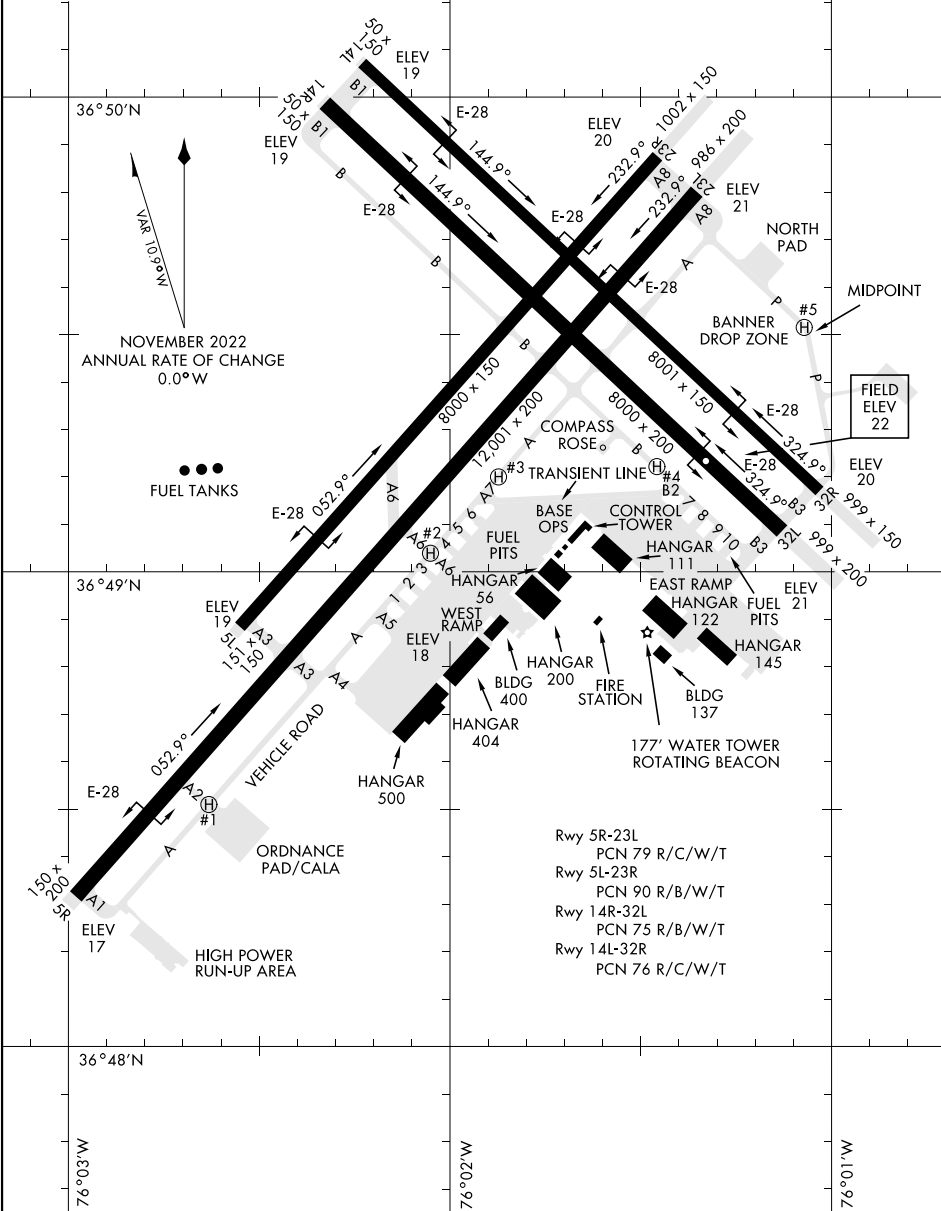 50 x
150
14L
ELEV
19
B1
14R
50 x
150
B1
ELEV
19
36°50'N
E-28
144.9°
E-28
144.9°
B
B
B
ELEV
20
1002 x 150
23R
232.9°
A8
986 x 200
23L
232.9°
A8
ELEV
21
E-28
E-28
A
NORTH
PAD
P
P
#5
H
MIDPOINT
BANNER
DROP ZONE
VAR 10.9°W
NOVEMBER 2022
ANNUAL RATE OF CHANGE
0.0° W
FIELD
ELEV
22
8000 x 150
12,001 x 200
8000 x 200
8001 x 150
E-28
324.9°
E-28
324.9°
B3
32R
ELEV
20
999 x 150
B3
32L
999 x 200
ELEV
21
COMPASS
ROSE
A
B
#3
H
A7
TRANSIENT LINE
H
#4
B2
7
8
9
10
FUEL TANKS
052.9°
E-28
A6
#2
H
A6
A6
1
2
3
4
5
6
BASE
OPS
CONTROL
TOWER
FUEL
PITS
HANGAR
56
HANGAR
111
EAST RAMP
HANGAR
122
FUEL
PITS
HANGAR
145
ELEV
19
5L
151 x
150
A3
A3
A4
A
A5
WEST
RAMP
ELEV
18
36°49'N
BLDG
400
HANGAR
200
FIRE
STATION
BLDG
137
HANGAR
404
HANGAR
500
177' WATER TOWER
ROTATING BEACON
VEHICLE ROAD
052.9°
E-28
A2
H
#1
A
ORDNANCE
PAD/CALA
150 x
200
5R
A1
ELEV
17
HIGH POWER
RUN-UP AREA
Rwy 5R-23L
PCN 79 R/C/W/T
Rwy 5L-23R
PCN 90 R/B/W/T
Rwy 14R-32L
PCN 75 R/B/W/T
Rwy 14L-32R
PCN 76 R/C/W/T
36°48'N
76°03'W
76°02'W
76°01'W